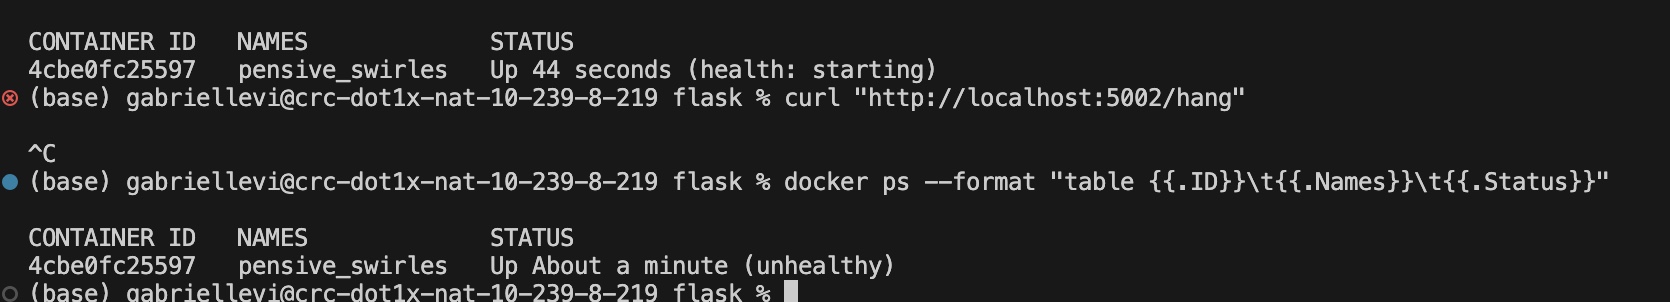 CONTAINER ID   NAMES             STATUS
4cbe0fc25597   pensive_swirles   Up 44 seconds (health: starting)
(base) gabriellevi@crc-dot1x-nat-10-239-8-219 flask % curl "http://localhost:5002/hang"
^C
(base) gabriellevi@crc-dot1x-nat-10-239-8-219 flask % docker ps --format "table {{.ID}}\t{{.Names}}\t{{.Status}}"
CONTAINER ID   NAMES             STATUS
4cbe0fc25597   pensive_swirles   Up About a minute (unhealthy)
(base) gabriellevi@crc-dot1x-nat-10-239-8-219 flask %